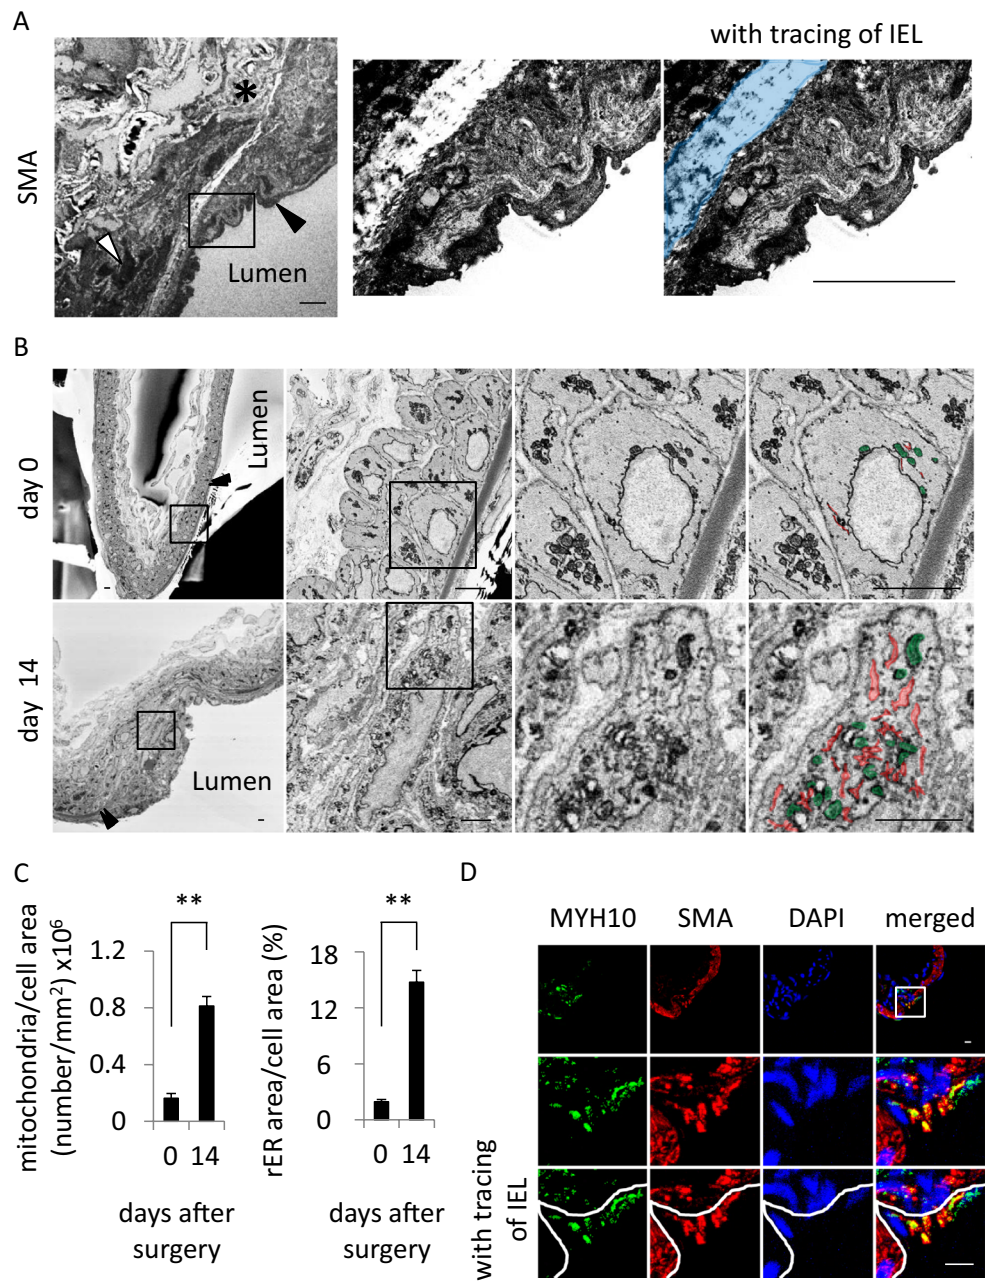 A
with tracing of IEL
SMA
*
Lumen
B
day 0
Lumen
day 14
Lumen
C
mitochondria/cell area
(number/mm²) x10⁶
**
1.2
0.8
0.4
0
0 14
days after
surgery
rER area/cell area (%)
**
18
12
6
0
0 14
days after
surgery
D
MYH10 SMA DAPI merged
with tracing
of IEL